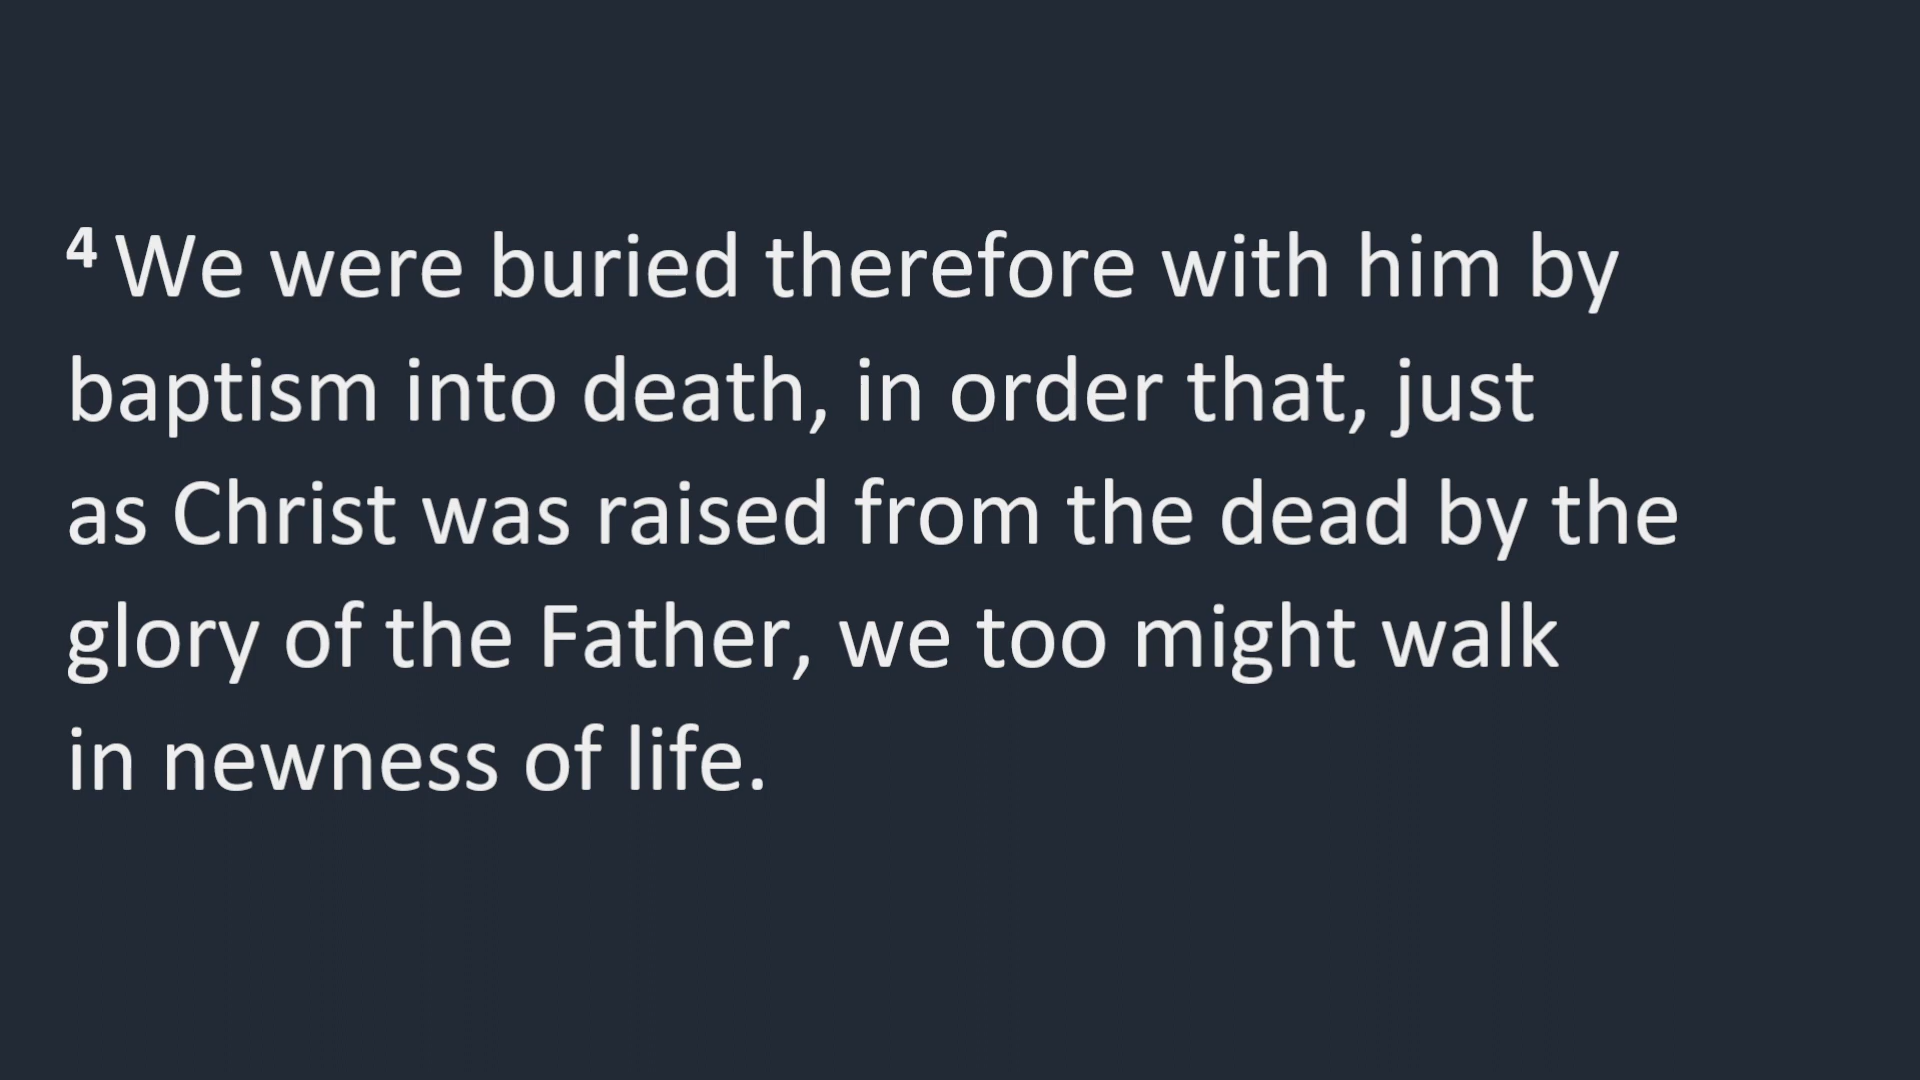 4 We were buried therefore with him by
baptism into death, in order that, just
as Christ was raised from the dead by the
glory of the Father, we too might walk
in newness of life.